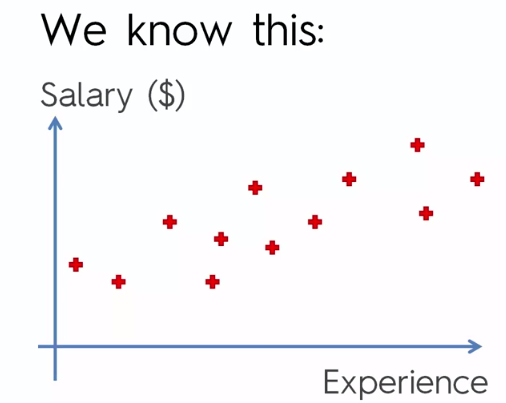 We know this:
Salary ($)
Experience